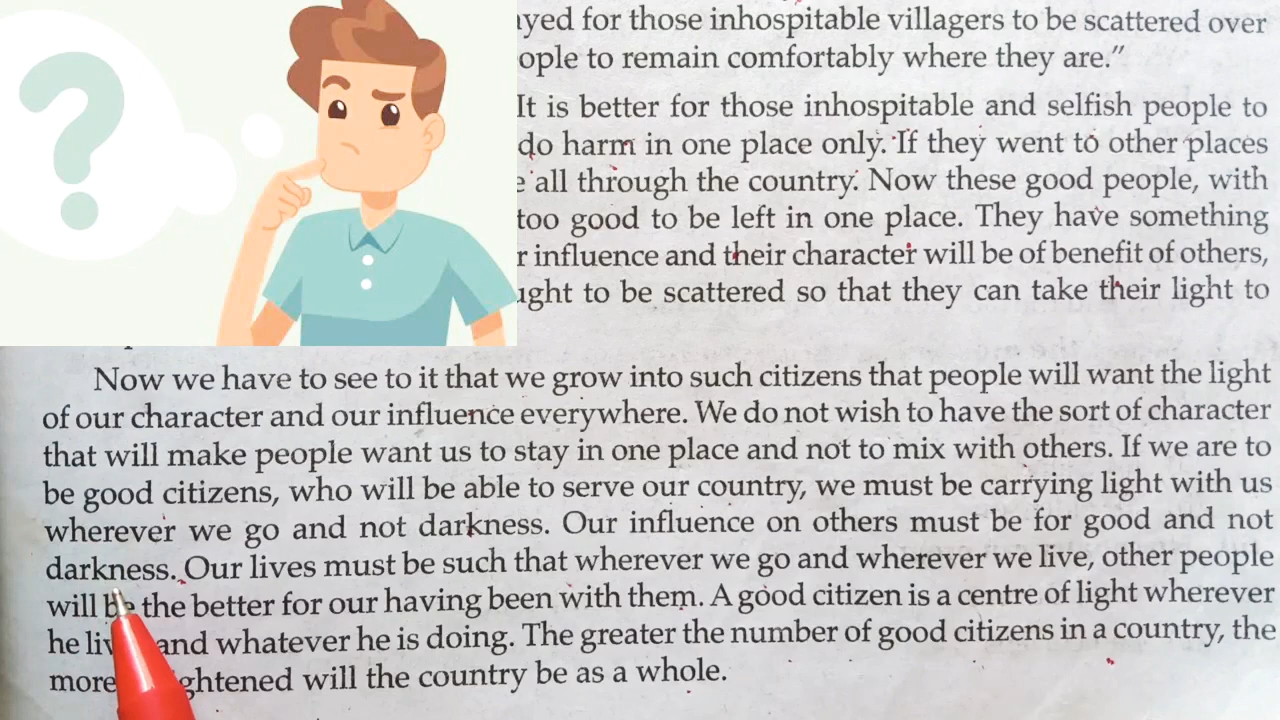 for those inhospitable villagers to be scattered over
to remain comfortably where they are.”
It is better for those inhospitable and selfish people to
do harm in one place only. If they went to other places
all through the country. Now these good people, with
too good to be left in one place. They have something
influence and their character will be of benefit of others,
to be scattered so that they can take their light to
Now we have to see to it that we grow into such citizens that people will want the light
of our character and our influence everywhere. We do not wish to have the sort of character
that will make people want us to stay in one place and not to mix with others. If we are to
be good citizens, who will be able to serve our country, we must be carrying light with us
wherever we go and not darkness. Our influence on others must be for good and not
darkness. Our lives must be such that wherever we go and wherever we live, other people
will be the better for our having been with them. A good citizen is a centre of light wherever
he and whatever he is doing. The greater the number of good citizens in a country, the
more will the country be as a whole.